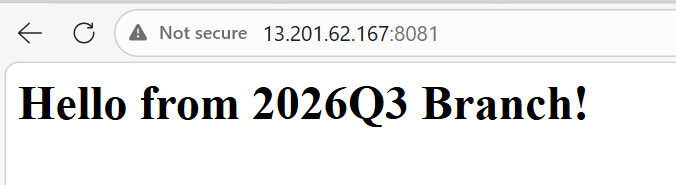 Not secure 13.201.62.167:8081
Hello from 2026Q3 Branch!